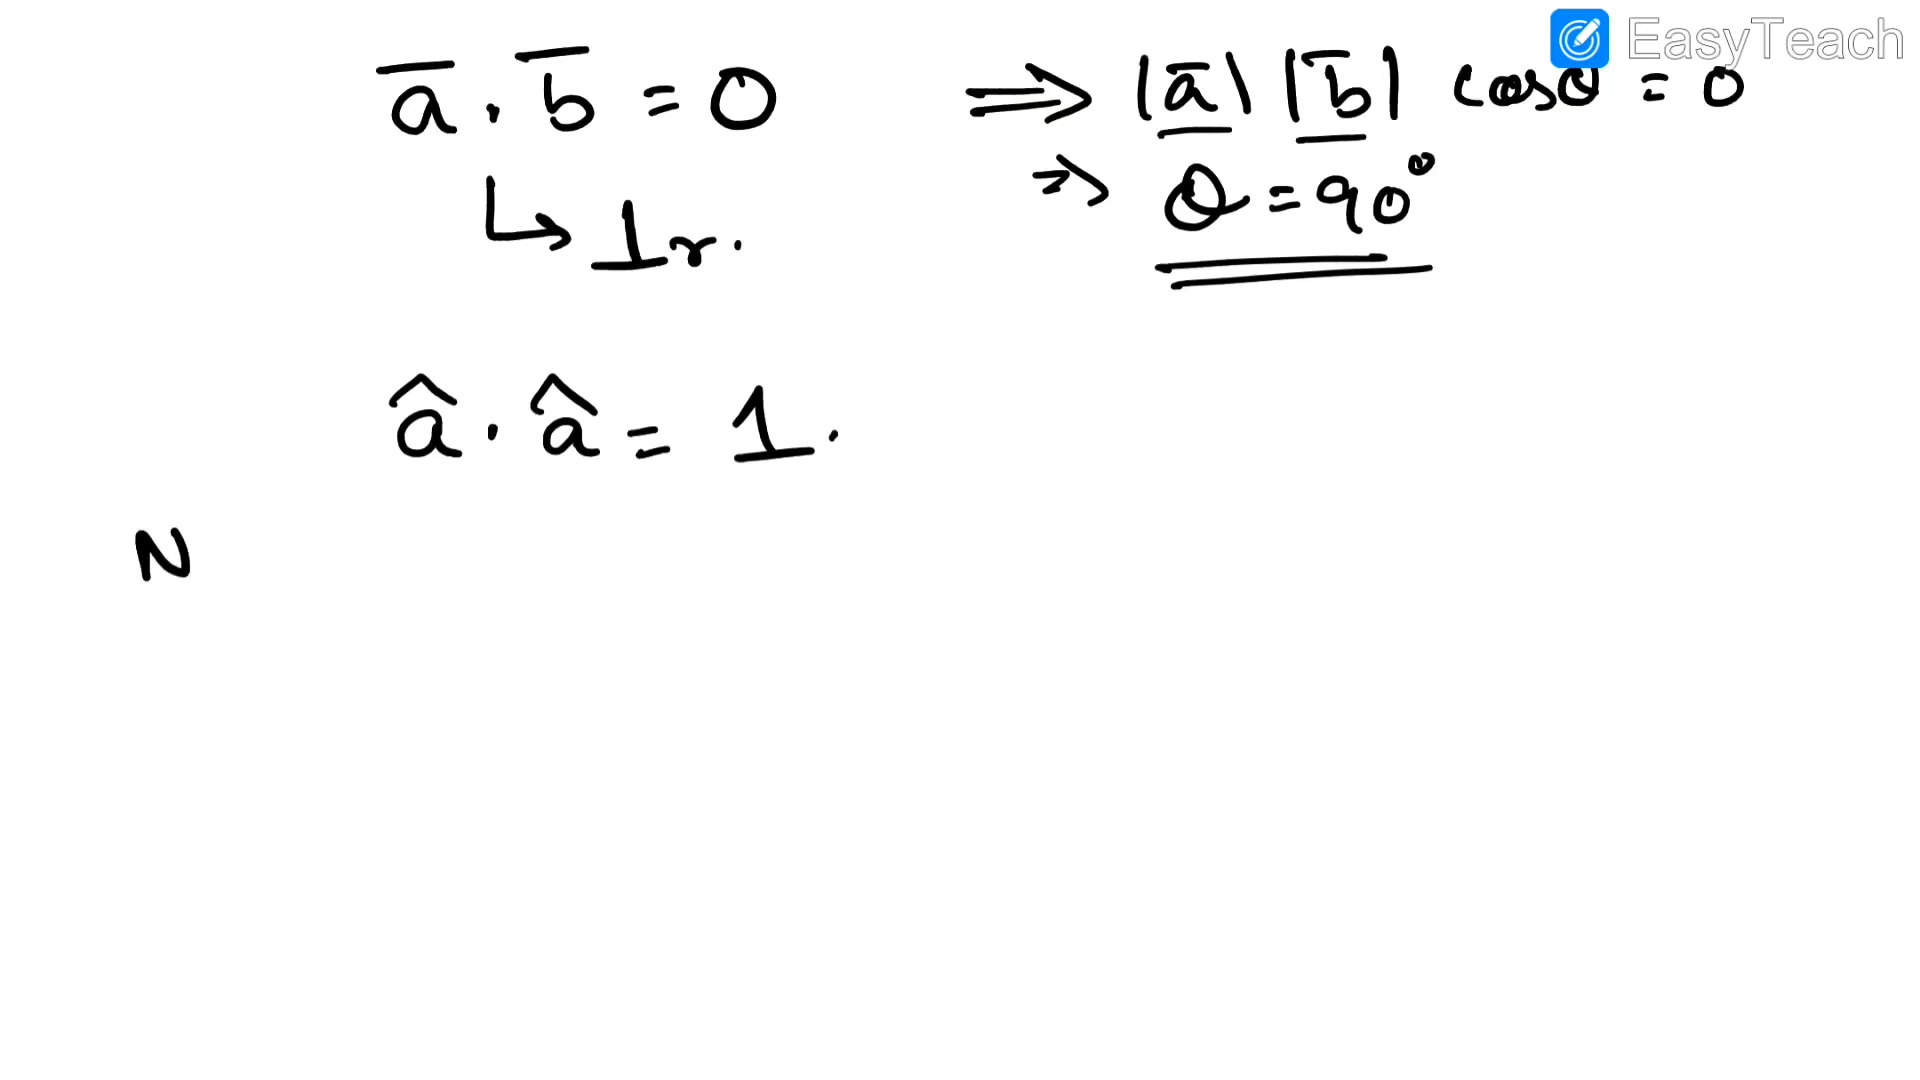 EasyTeach
a̅ . b̅ = 0 ⇒ |a̅| |b̅| cosθ = 0
↳ ⊥r. ⇒ θ = 90°
â . â = 1.
N